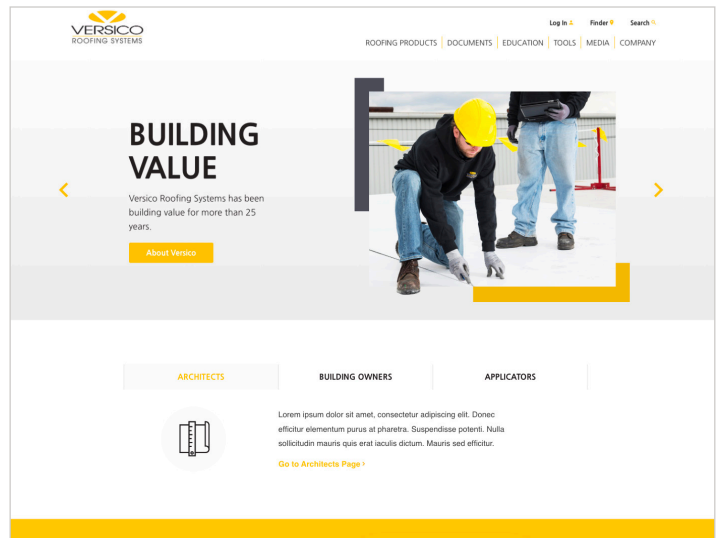 VERSICO
ROOFING SYSTEMS
Log In
Finder
Search
ROOFING PRODUCTS
DOCUMENTS
EDUCATION
TOOLS
MEDIA
COMPANY
BUILDING
VALUE
Versico Roofing Systems has been
building value for more than 25
years.
About Versico
ARCHITECTS
BUILDING OWNERS
APPLICATORS
Lorem ipsum dolor sit amet, consectetur adipiscing elit. Donec
efficitur elementum purus at pharetra. Suspendisse potenti. Nulla
sollicitudin mauris quis erat iaculis dictum. Mauris sed efficitur.
Go to Architects Page ›